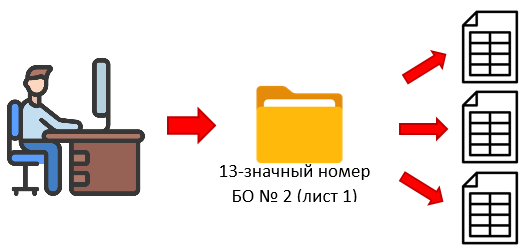 13-значный номер
БО № 2 (лист 1)